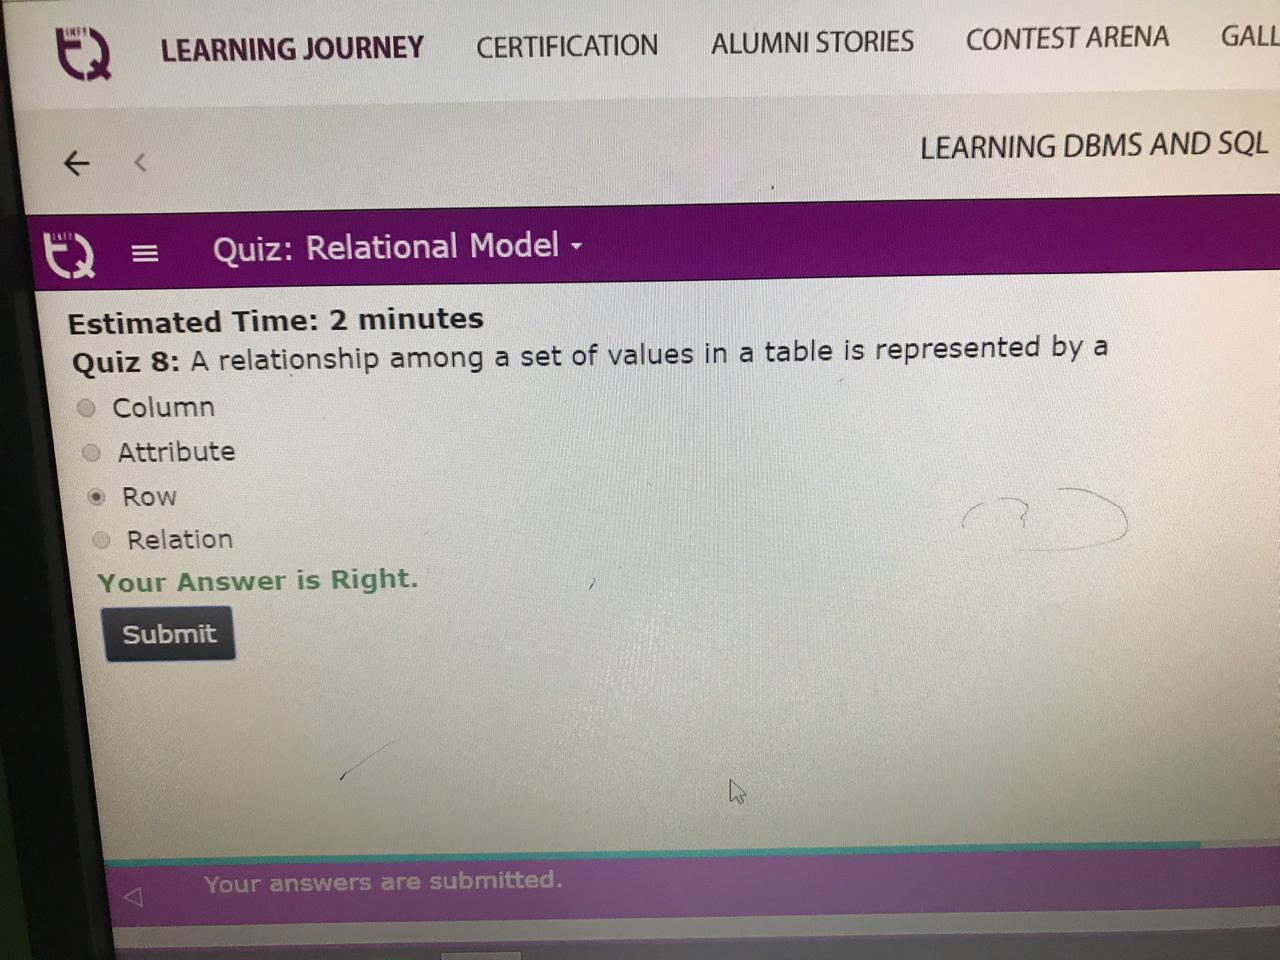 INFY
LEARNING JOURNEY CERTIFICATION ALUMNI STORIES CONTEST ARENA GALL
LEARNING DBMS AND SQL
Quiz: Relational Model
Estimated Time: 2 minutes
Quiz 8: A relationship among a set of values in a table is represented by a
Column
Attribute
Row
Relation
Your Answer is Right.
Submit
Your answers are submitted.